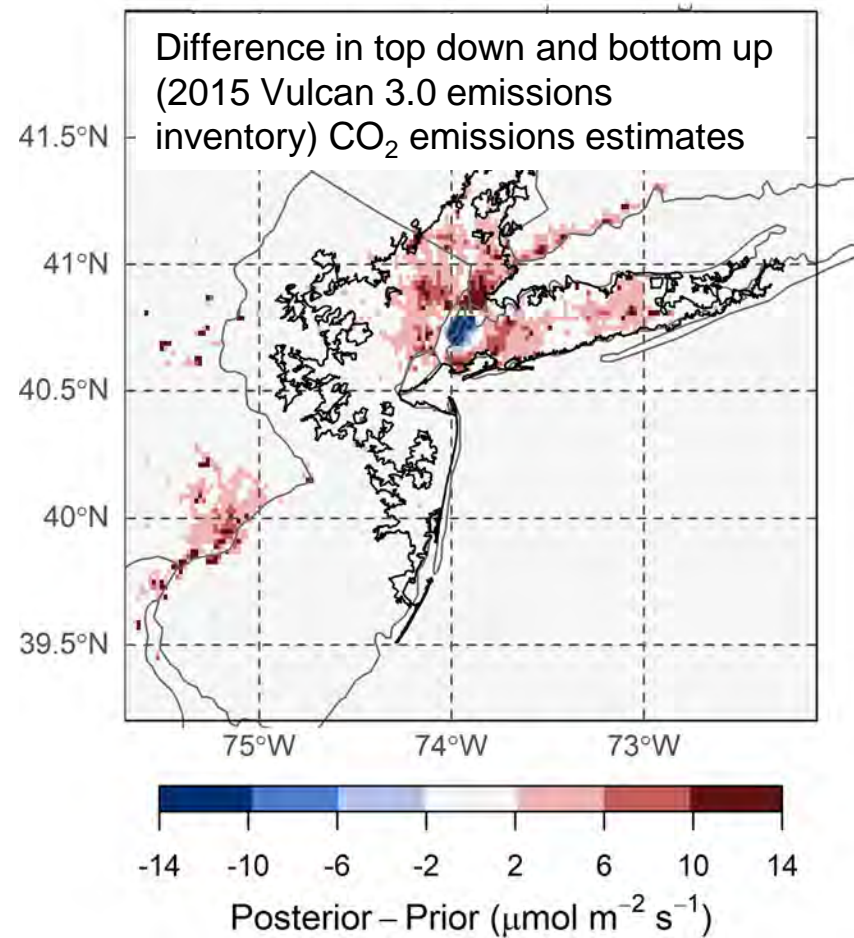 Difference in top down and bottom up
(2015 Vulcan 3.0 emissions
inventory) CO₂ emissions estimates
41.5°N
41°N
40.5°N
40°N
39.5°N
75°W 74°W 73°W
-14 -10 -6 -2 2 6 10 14
Posterior – Prior (μmol m⁻² s⁻¹)